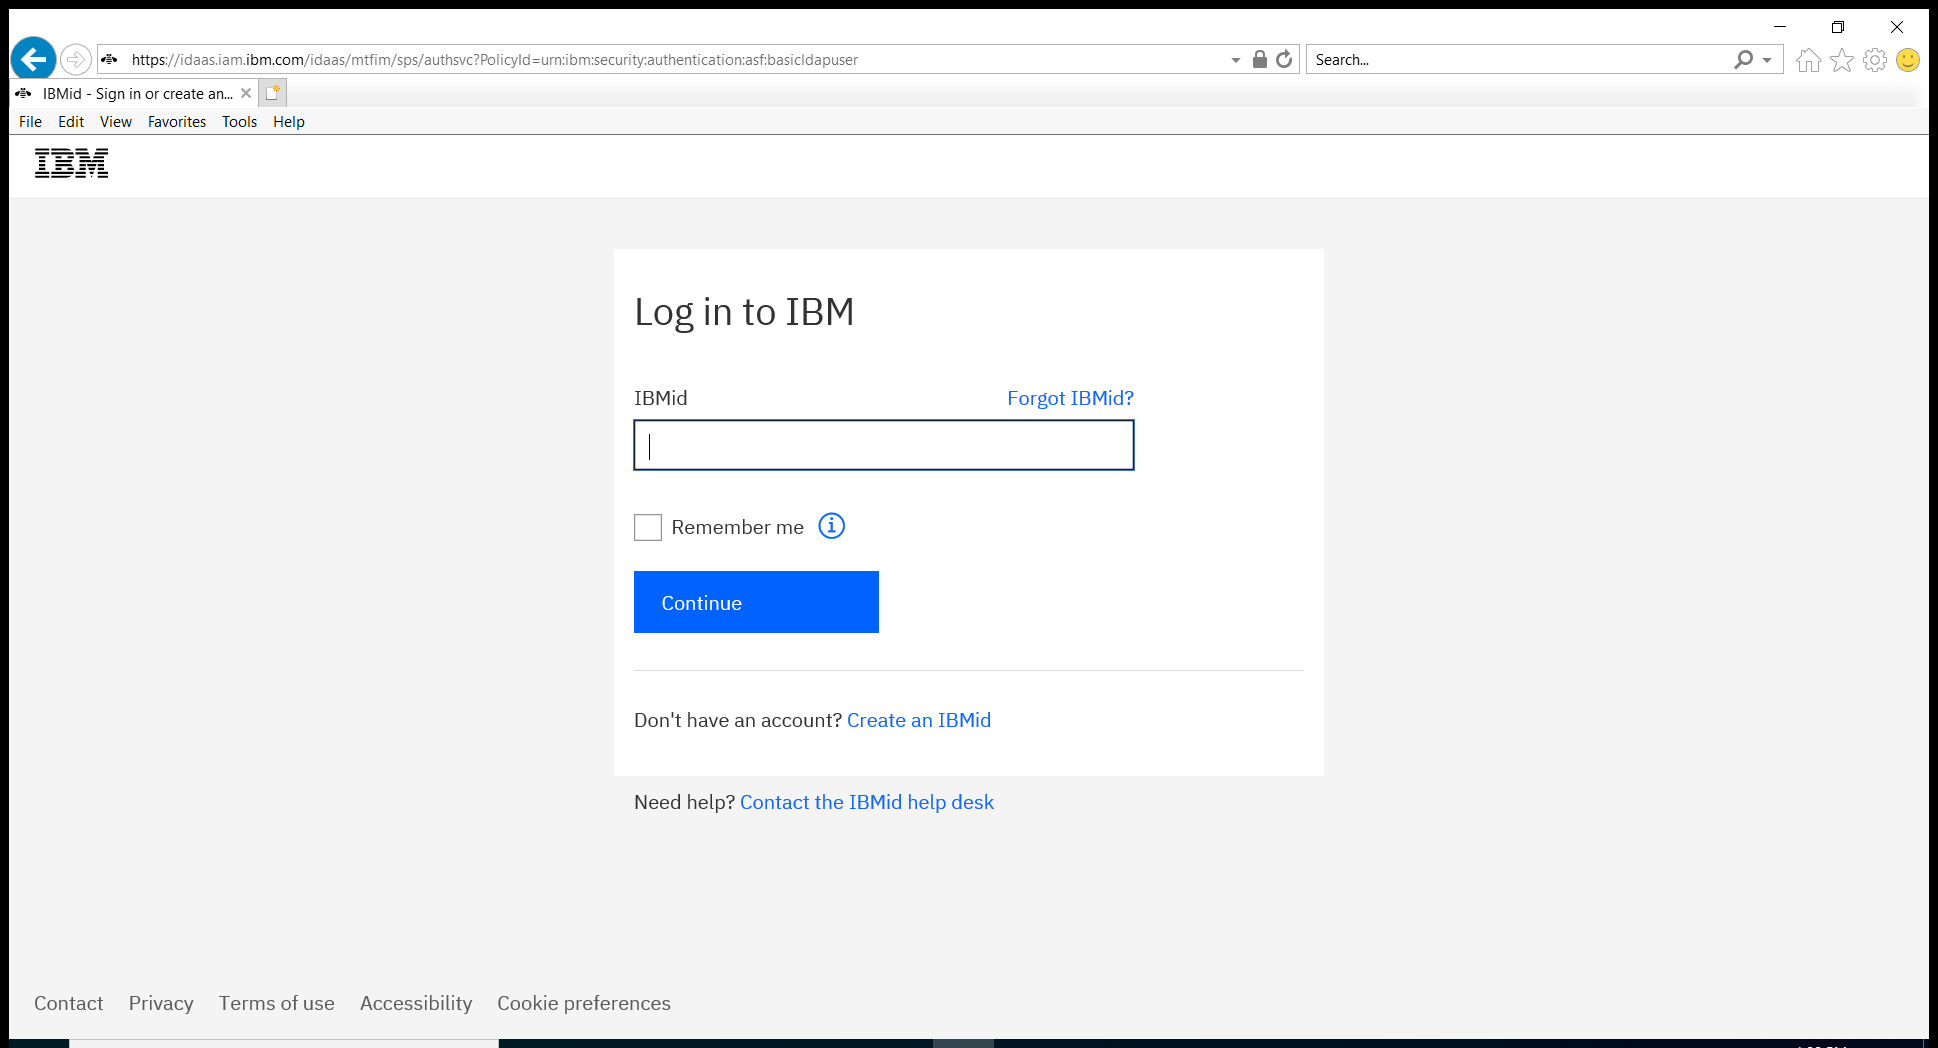 https://idaas.iam.ibm.com/idaas/mtfim/sps/authsvc?PolicyId=urn:ibm:security:authentication:asf:basicldapuser
Search...
IBMid - Sign in or create an...
File Edit View Favorites Tools Help
IBM
Log in to IBM
IBMid Forgot IBMid?
Remember me
Continue
Don't have an account? Create an IBMid
Need help? Contact the IBMid help desk
Contact Privacy Terms of use Accessibility Cookie preferences